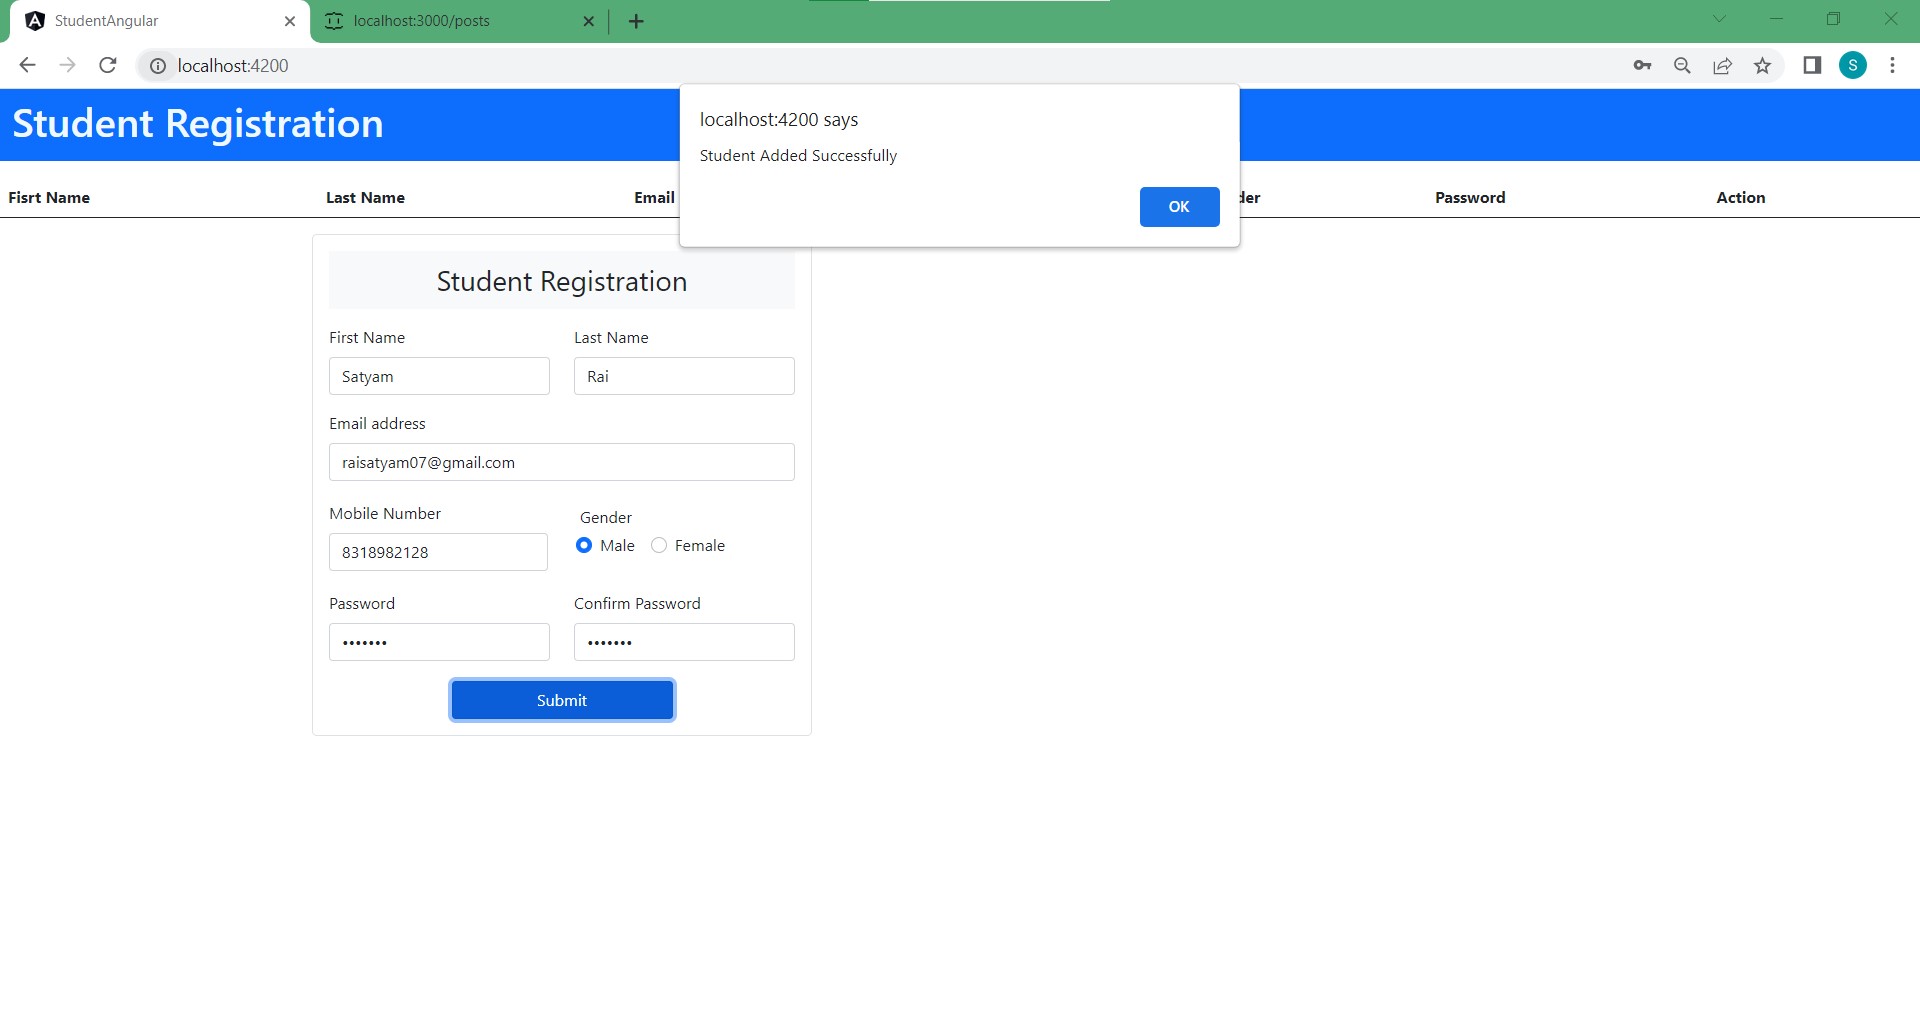 StudentAngular
localhost:3000/posts
localhost:4200
S
Student Registration
localhost:4200 says
Student Added Successfully
OK
Fisrt Name Last Name Email der Password Action
Student Registration
First Name Last Name
Satyam Rai
Email address
raisatyam07@gmail.com
Mobile Number Gender
8318982128 Male Female
Password Confirm Password
••••••• •••••••
Submit